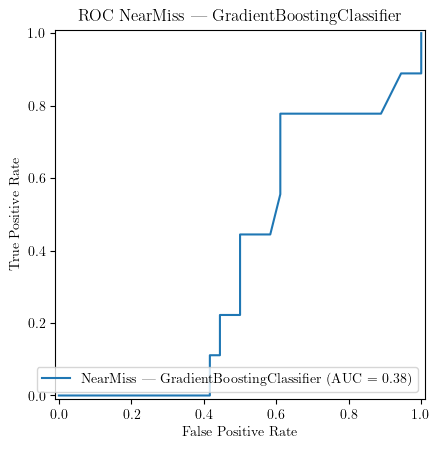 ROC NearMiss — GradientBoostingClassifier
1.0
0.8
0.6
0.4
0.2
0.0
True Positive Rate
NearMiss — GradientBoostingClassifier (AUC = 0.38)
0.0 0.2 0.4 0.6 0.8 1.0
False Positive Rate